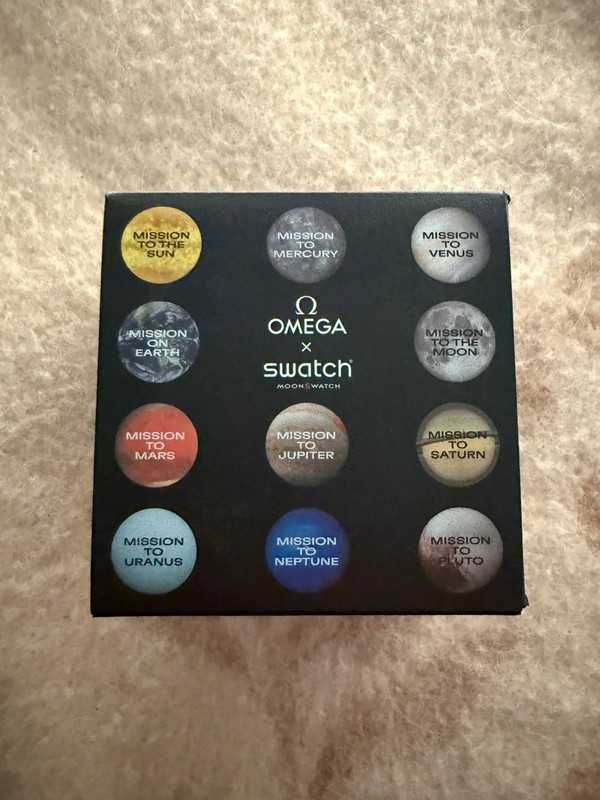 MISSION
TO THE
SUN
MISSION
TO
MERCURY
MISSION
TO
VENUS
MISSION
ON
EARTH
Ω
OMEGA
×
swatch®
MOONSWATCH
MISSION
TO THE
MOON
MISSION
TO
MARS
MISSION
TO
JUPITER
MISSION
TO
SATURN
MISSION
TO
URANUS
MISSION
TO
NEPTUNE
MISSION
TO
PLUTO